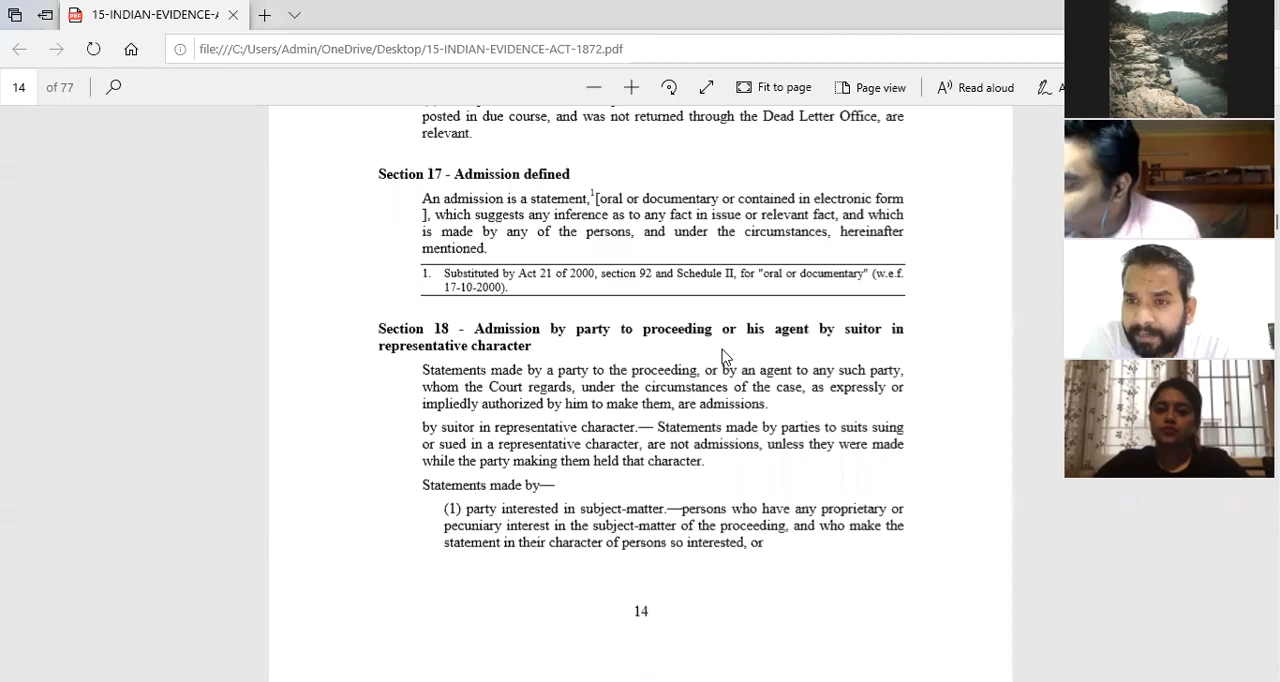 15-INDIAN-EVIDENCE-A
file:///C:/Users/Admin/OneDrive/Desktop/15-INDIAN-EVIDENCE-ACT-1872.pdf
14 of 77 Fit to page Page view Read aloud
posted in due course, and was not returned through the Dead Letter Office, are
relevant.
Section 17 - Admission defined
An admission is a statement,1[oral or documentary or contained in electronic form
], which suggests any inference as to any fact in issue or relevant fact, and which
is made by any of the persons, and under the circumstances, hereinafter
mentioned.
1. Substituted by Act 21 of 2000, section 92 and Schedule II, for "oral or documentary" (w.e.f.
17-10-2000).
Section 18 - Admission by party to proceeding or his agent by suitor in
representative character
Statements made by a party to the proceeding, or by an agent to any such party,
whom the Court regards, under the circumstances of the case, as expressly or
impliedly authorized by him to make them, are admissions.
by suitor in representative character.— Statements made by parties to suits suing
or sued in a representative character, are not admissions, unless they were made
while the party making them held that character.
Statements made by—
(1) party interested in subject-matter.—persons who have any proprietary or
pecuniary interest in the subject-matter of the proceeding, and who make the
statement in their character of persons so interested, or
14